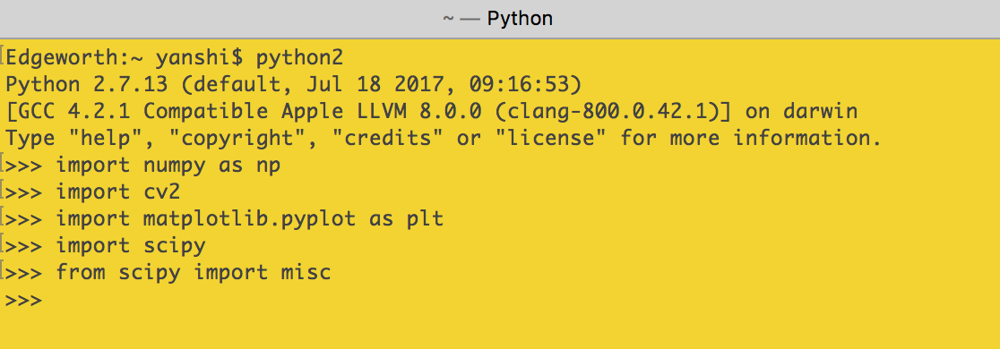 ~ — Python
Edgeworth:~ yanshi$ python2
Python 2.7.13 (default, Jul 18 2017, 09:16:53)
[GCC 4.2.1 Compatible Apple LLVM 8.0.0 (clang-800.0.42.1)] on darwin
Type "help", "copyright", "credits" or "license" for more information.
>>> import numpy as np
>>> import cv2
>>> import matplotlib.pyplot as plt
>>> import scipy
>>> from scipy import misc
>>>